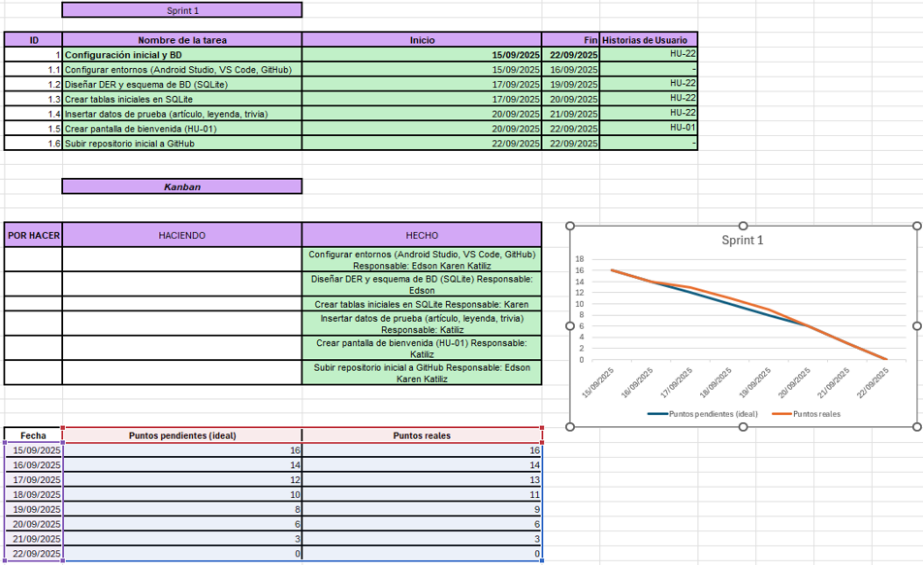 Sprint 1
ID Nombre de la tarea Inicio Fin Historias de Usuario
1 Configuración inicial y BD 15/09/2025 22/09/2025 HU-22
1.1 Configurar entornos (Android Studio, VS Code, GitHub) 15/09/2025 16/09/2025 -
1.2 Diseñar DER y esquema de BD (SQLite) 17/09/2025 19/09/2025 HU-22
1.3 Crear tablas iniciales en SQLite 17/09/2025 20/09/2025 HU-22
1.4 Insertar datos de prueba (artículo, leyenda, trivia) 20/09/2025 21/09/2025 HU-22
1.5 Crear pantalla de bienvenida (HU-01) 20/09/2025 22/09/2025 HU-01
1.6 Subir repositorio inicial a GitHub 22/09/2025 22/09/2025 -
Kanban
POR HACER HACIENDO HECHO
Configurar entornos (Android Studio, VS Code, GitHub)
Responsable: Edson Karen Katiliz
Diseñar DER y esquema de BD (SQLite) Responsable:
Edson
Crear tablas iniciales en SQLite Responsable: Karen
Insertar datos de prueba (artículo, leyenda, trivia)
Responsable: Katiliz
Crear pantalla de bienvenida (HU-01) Responsable:
Katiliz
Subir repositorio inicial a GitHub Responsable: Edson
Karen Katiliz
Sprint 1
18
16
14
12
10
8
6
4
2
0
15/09/2025 16/09/2025 17/09/2025 18/09/2025 19/09/2025 20/09/2025 21/09/2025 22/09/2025
Puntos pendientes (ideal) Puntos reales
Fecha Puntos pendientes (ideal) Puntos reales
15/09/2025 16 16
16/09/2025 14 14
17/09/2025 12 13
18/09/2025 10 11
19/09/2025 8 9
20/09/2025 6 6
21/09/2025 3 3
22/09/2025 0 0